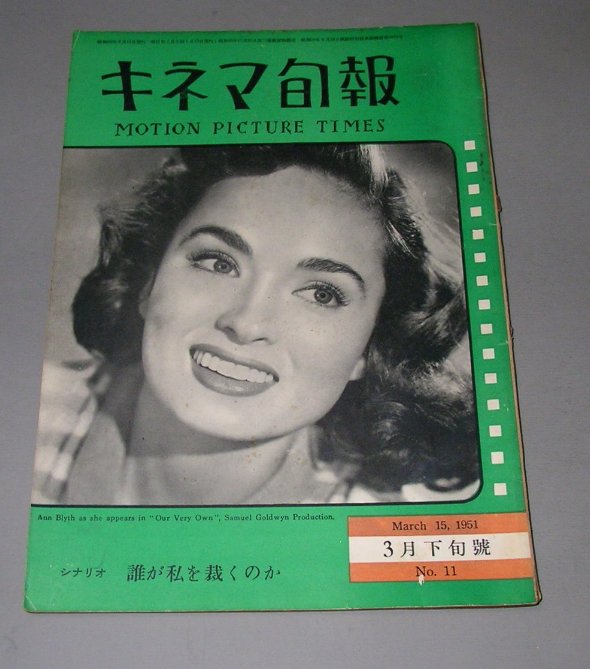 キネマ旬報
MOTION PICTURE TIMES
Ann Blyth as she appears in "Our Very Own", Samuel Goldwyn Production.
March 15, 1951
3月下旬號
No. 11
シナリオ 誰が私を裁くのか